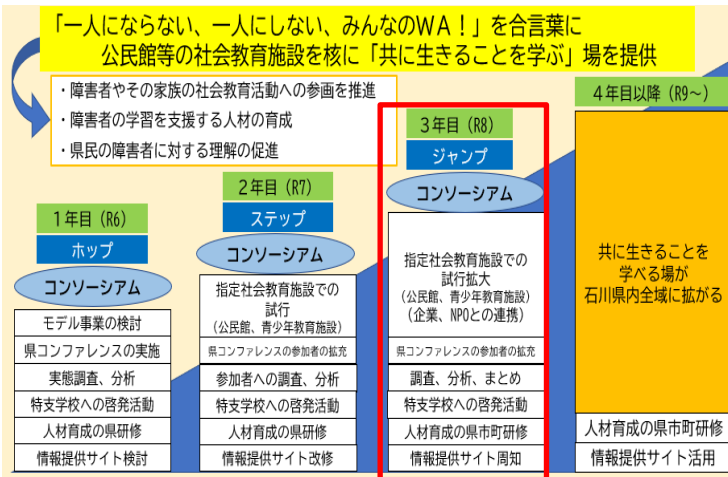 「一人にならない、一人にしない、みんなのＷＡ！」を合言葉に
公民館等の社会教育施設を核に「共に生きることを学ぶ」場を提供
・障害者やその家族の社会教育活動への参画を推進
・障害者の学習を支援する人材の育成
・県民の障害者に対する理解の促進
１年目（R6）
ホップ
コンソーシアム
モデル事業の検討
県コンファレンスの実施
実態調査、分析
特支学校への啓発活動
人材育成の県研修
情報提供サイト検討
２年目（R7）
ステップ
コンソーシアム
指定社会教育施設での
試行
（公民館、青少年教育施設）
県コンファレンスの参加者の拡充
参加者への調査、分析
特支学校への啓発活動
人材育成の県研修
情報提供サイト改修
３年目（R8）
ジャンプ
コンソーシアム
指定社会教育施設での
試行拡大
（公民館、青少年教育施設）
（企業、NPOとの連携）
県コンファレンスの参加者の拡充
調査、分析、まとめ
特支学校への啓発活動
人材育成の県市町研修
情報提供サイト周知
４年目以降（R9～）
共に生きることを
学べる場が
石川県内全域に拡がる
人材育成の県市町研修
情報提供サイト活用